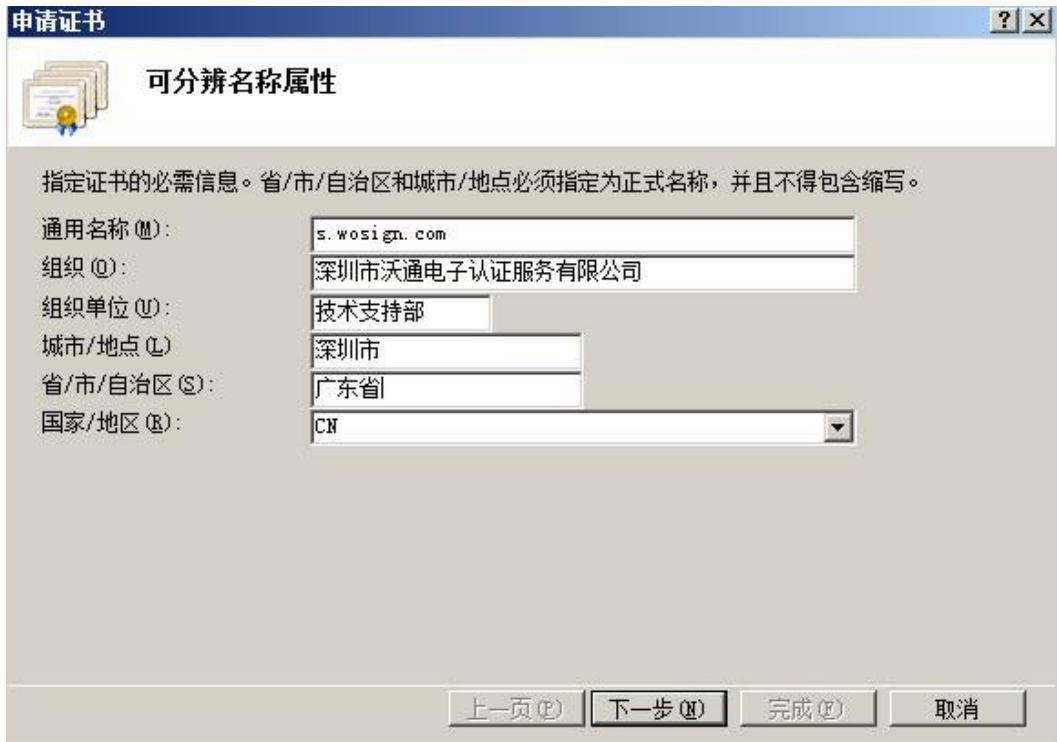 申请证书
可分辨名称属性
指定证书的必需信息。省/市/自治区和城市/地点必须指定为正式名称，并且不得包含缩写。
通用名称(M): s.wosign.com
组织(O): 深圳市沃通电子认证服务有限公司
组织单位(U): 技术支持部
城市/地点(L) 深圳市
省/市/自治区(S): 广东省
国家/地区(R): CN
上一页(P) 下一步(N) 完成(F) 取消